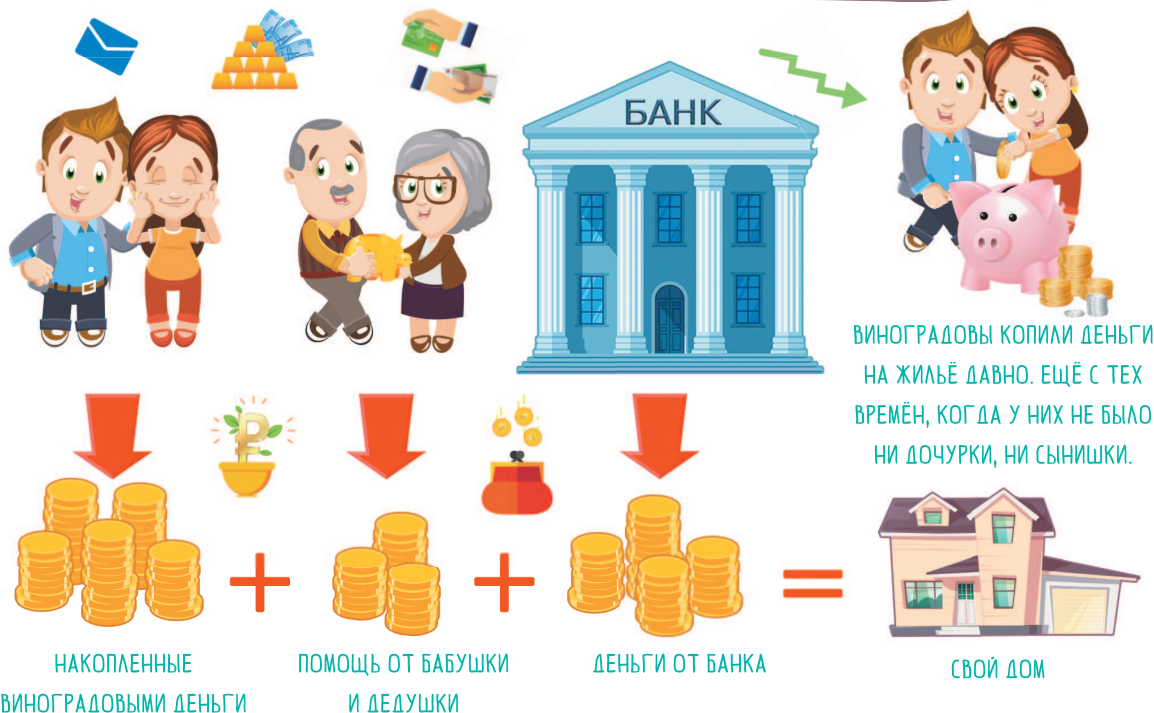 БАНК
ВИНОГРАДОВЫ КОПИЛИ ДЕНЬГИ
НА ЖИЛЬЁ ДАВНО. ЕЩЁ С ТЕХ
ВРЕМЁН, КОГДА У НИХ НЕ БЫЛО
НИ ДОЧУРКИ, НИ СЫНИШКИ.
+
+
=
НАКОПЛЕННЫЕ
ВИНОГРАДОВЫМИ ДЕНЬГИ
ПОМОЩЬ ОТ БАБУШКИ
И ДЕДУШКИ
ДЕНЬГИ ОТ БАНКА
СВОЙ ДОМ